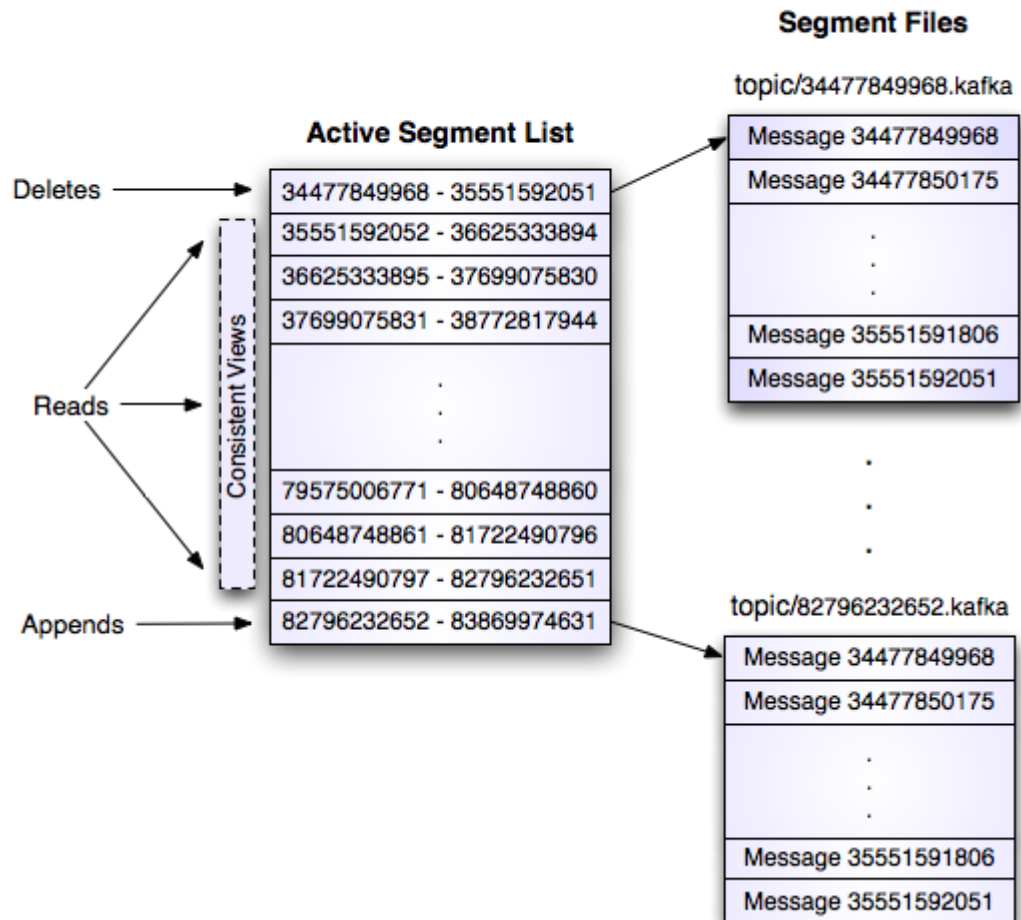 Segment Files
topic/34477849968.kafka
Message 34477849968
Message 34477850175
.
.
.
Message 35551591806
Message 35551592051
Active Segment List
Deletes
34477849968 - 35551592051
35551592052 - 36625333894
36625333895 - 37699075830
37699075831 - 38772817944
.
.
.
79575006771 - 80648748860
80648748861 - 81722490796
81722490797 - 82796232651
82796232652 - 83869974631
Reads
Consistent Views
Appends
.
.
.
topic/82796232652.kafka
Message 34477849968
Message 34477850175
.
.
.
Message 35551591806
Message 35551592051